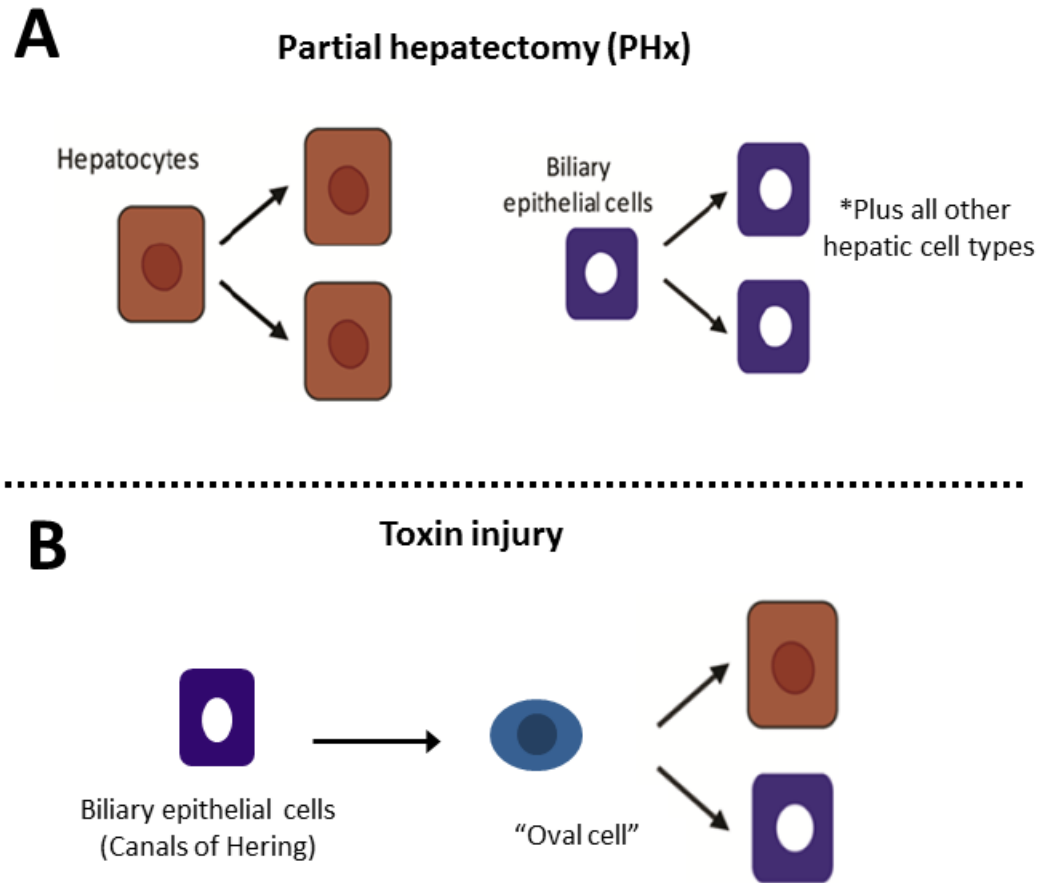 A
Partial hepatectomy (PHx)
Hepatocytes
Biliary
epithelial cells
*Plus all other
hepatic cell types
B
Toxin injury
Biliary epithelial cells
(Canals of Hering)
“Oval cell”